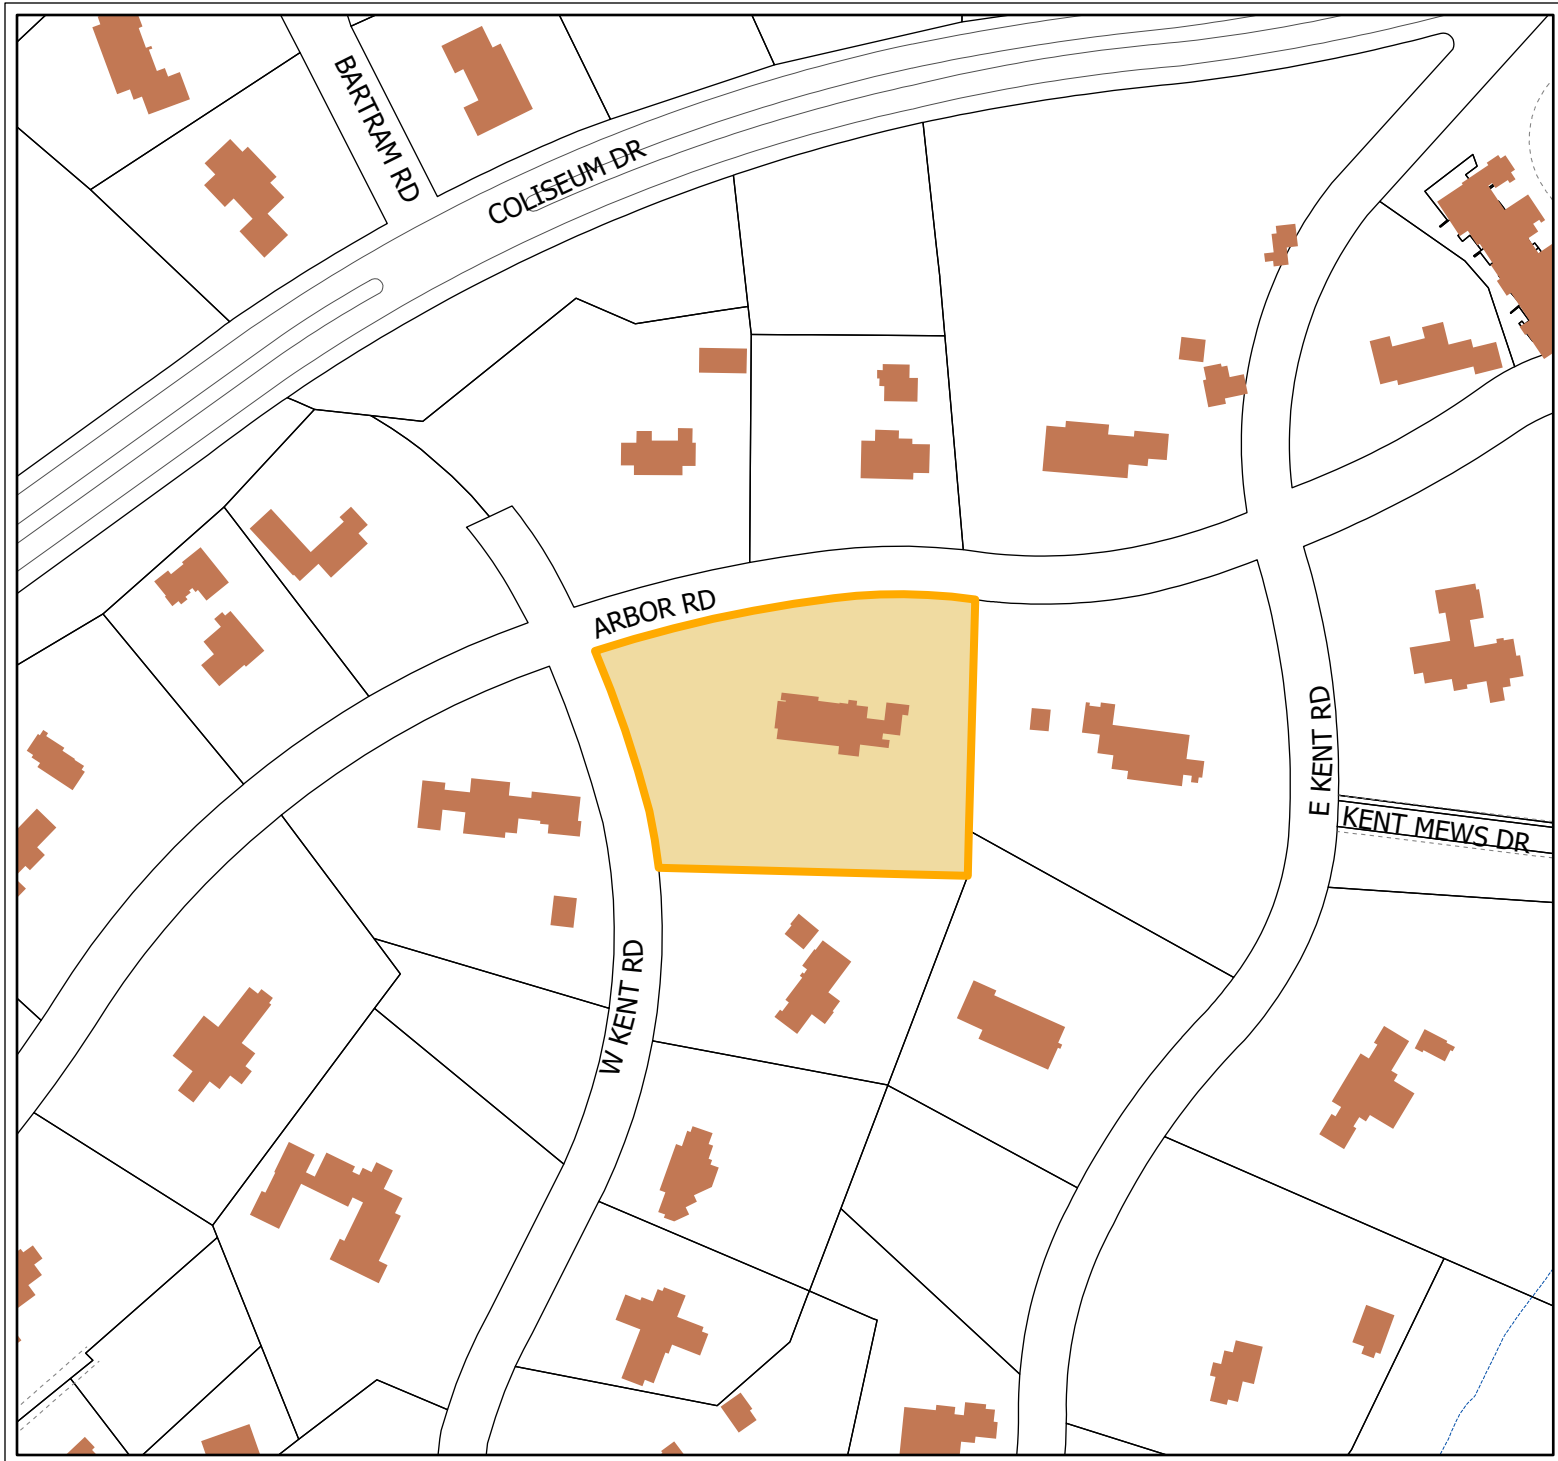 BARTRAM RD
COLISEUM DR
ARBOR RD
E KENT RD
KENT MEWS DR
W KENT RD